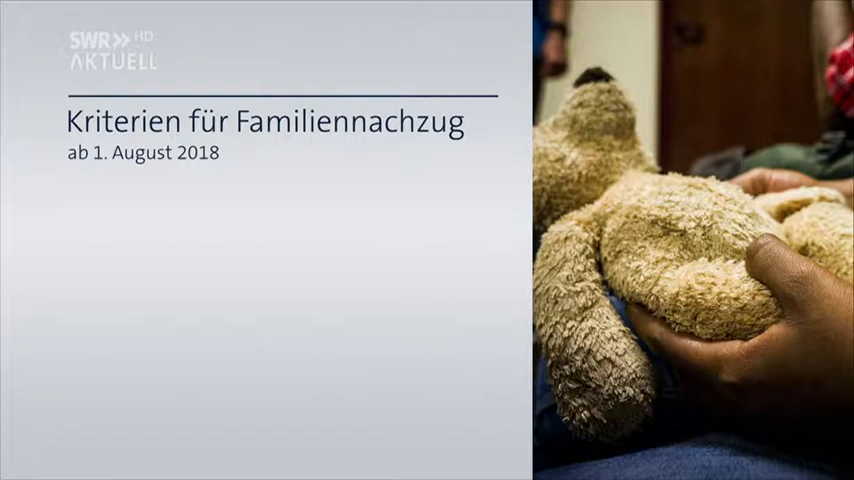 SWR» HD
AKTUELL
Kriterien für Familiennachzug
ab 1. August 2018